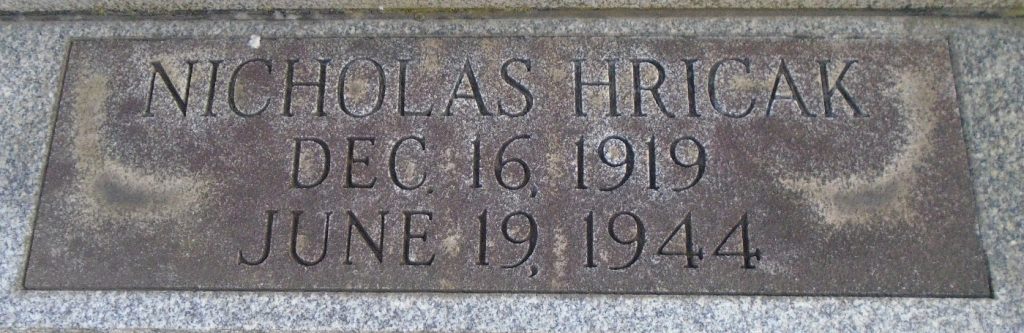 NICHOLAS HRICAK
DEC. 16, 1919
JUNE 19, 1944